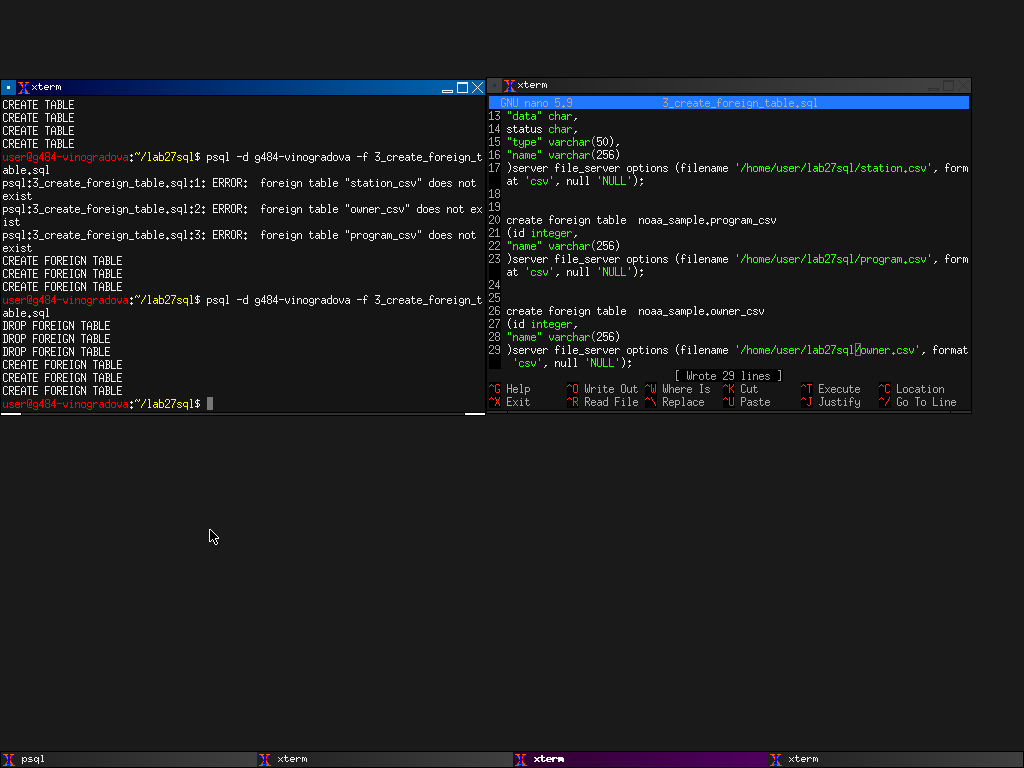 xterm
CREATE TABLE
CREATE TABLE
CREATE TABLE
CREATE TABLE
user@g484-vinogradova:~/lab27sql$ psql -d g484-vinogradova -f 3_create_foreign_t
able.sql
psql:3_create_foreign_table.sql:1: ERROR:  foreign table "station_csv" does not
exist
psql:3_create_foreign_table.sql:2: ERROR:  foreign table "owner_csv" does not ex
ist
psql:3_create_foreign_table.sql:3: ERROR:  foreign table "program_csv" does not
exist
CREATE FOREIGN TABLE
CREATE FOREIGN TABLE
CREATE FOREIGN TABLE
user@g484-vinogradova:~/lab27sql$ psql -d g484-vinogradova -f 3_create_foreign_t
able.sql
DROP FOREIGN TABLE
DROP FOREIGN TABLE
DROP FOREIGN TABLE
CREATE FOREIGN TABLE
CREATE FOREIGN TABLE
CREATE FOREIGN TABLE
user@g484-vinogradova:~/lab27sql$
xterm
GNU nano 5.9 3_create_foreign_table.sql
13 "data" char,
14 status char,
15 "type" varchar(50),
16 "name" varchar(256)
17 )server file_server options (filename '/home/user/lab27sql/station.csv', form
at 'csv', null 'NULL');
18
19
20 create foreign table  noaa_sample.program_csv
21 (id integer,
22 "name" varchar(256)
23 )server file_server options (filename '/home/user/lab27sql/program.csv', form
at 'csv', null 'NULL');
24
25
26 create foreign table  noaa_sample.owner_csv
27 (id integer,
28 "name" varchar(256)
29 )server file_server options (filename '/home/user/lab27sql/owner.csv', format
'csv', null 'NULL');
[ Wrote 29 lines ]
^G Help ^O Write Out ^W Where Is ^K Cut ^T Execute ^C Location
^X Exit ^R Read File ^\ Replace ^U Paste ^J Justify ^/ Go To Line
psql xterm xterm xterm